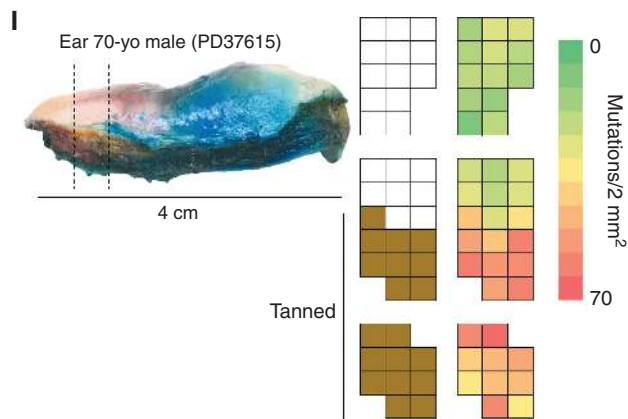 I
Ear 70-yo male (PD37615)
4 cm
Tanned
0
Mutations/2 mm²
70